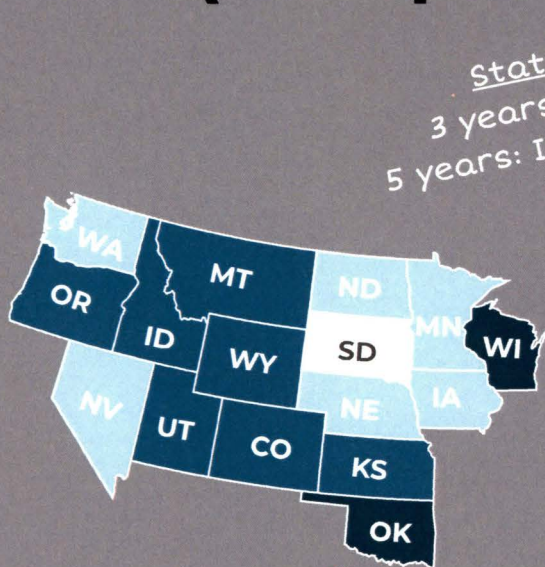 Stat
3 years
5 years: I
WA
MT
ND
OR
MN
ID
WY
SD
WI
NV
UT
CO
NE
IA
KS
OK